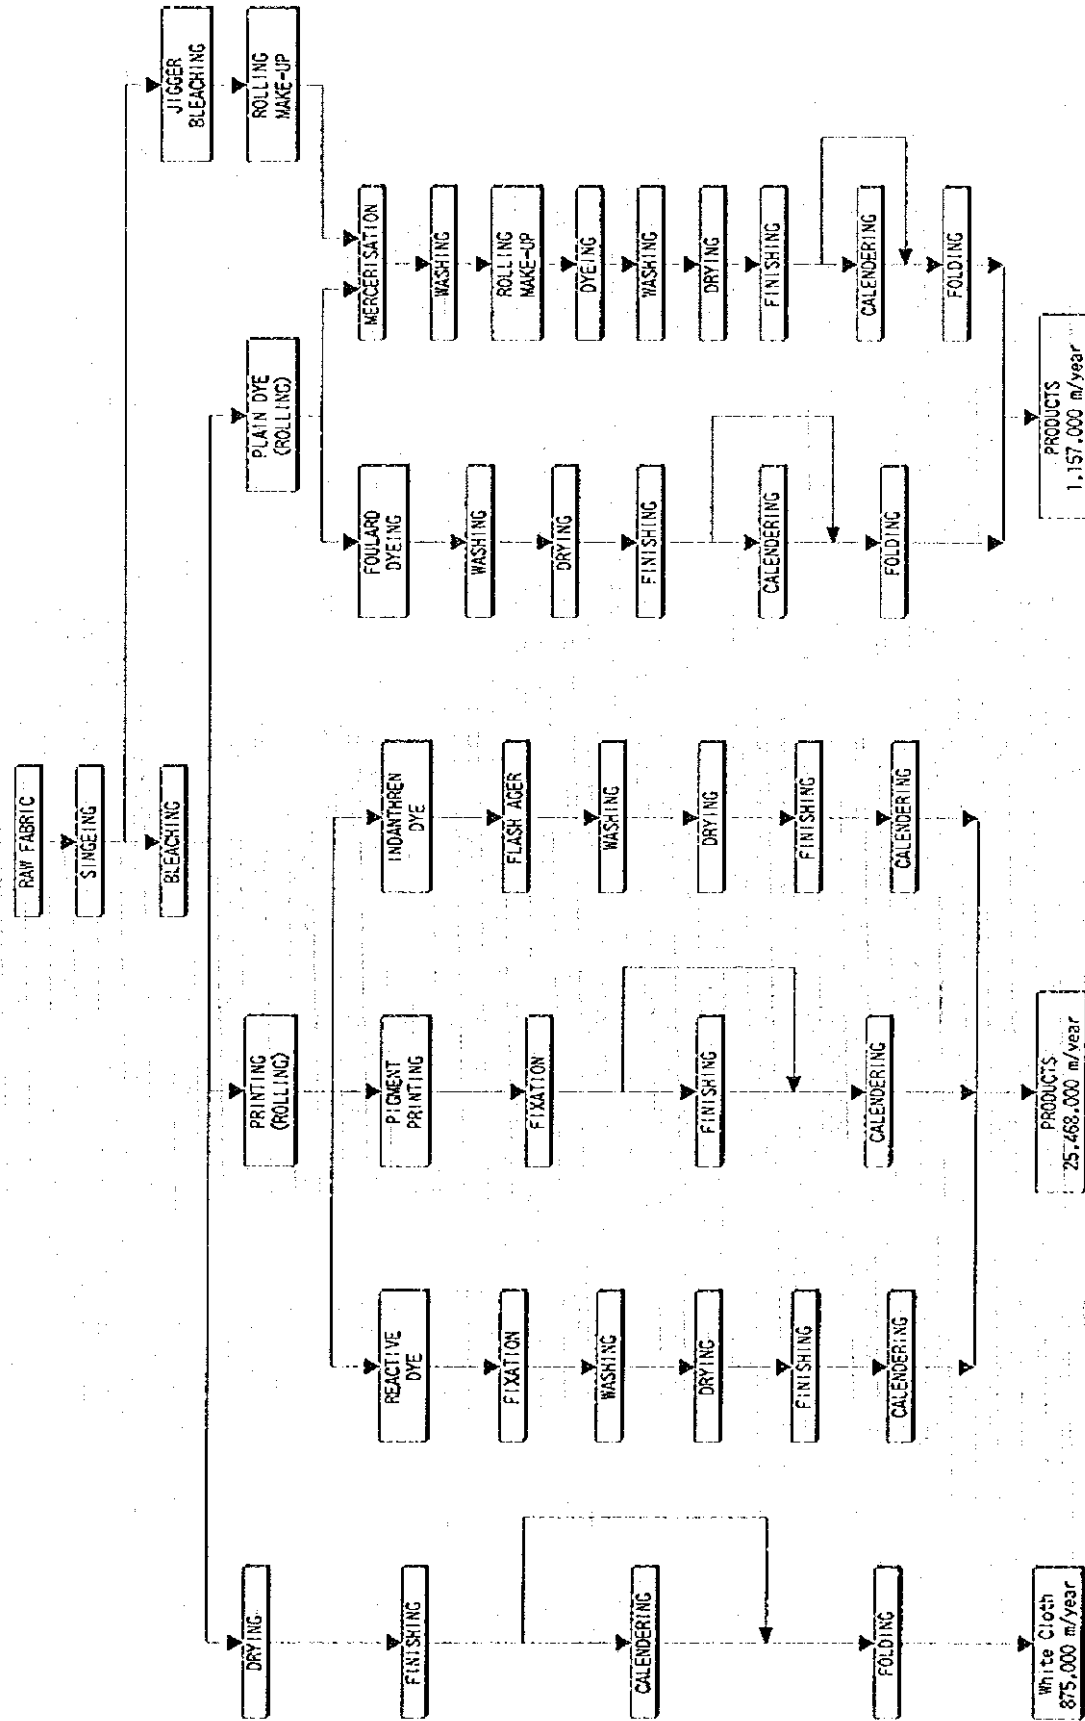 RAW FABRIC
SINGEING
BLEACHING
JIGGER
BLEACHING
ROLLING
MAKE-UP
DRYING
FINISHING
CALENDERING
FOLDING
White Cloth
875,000 m/year
PRINTING
(ROLLING)
REACTIVE
DYE
FIXATION
WASHING
DRYING
FINISHING
CALENDERING
PIGMENT
PRINTING
FIXATION
FINISHING
CALENDERING
INDANTHREN
DYE
FLASH AGER
WASHING
DRYING
FINISHING
CALENDERING
PRODUCTS
25,468,000 m/year
PLAIN DYE
(ROLLING)
FOULARD
DYEING
WASHING
DRYING
FINISHING
CALENDERING
FOLDING
MERCERISATION
WASHING
ROLLING
MAKE-UP
DYEING
WASHING
DRYING
FINISHING
CALENDERING
FOLDING
PRODUCTS
1,157,000 m/year